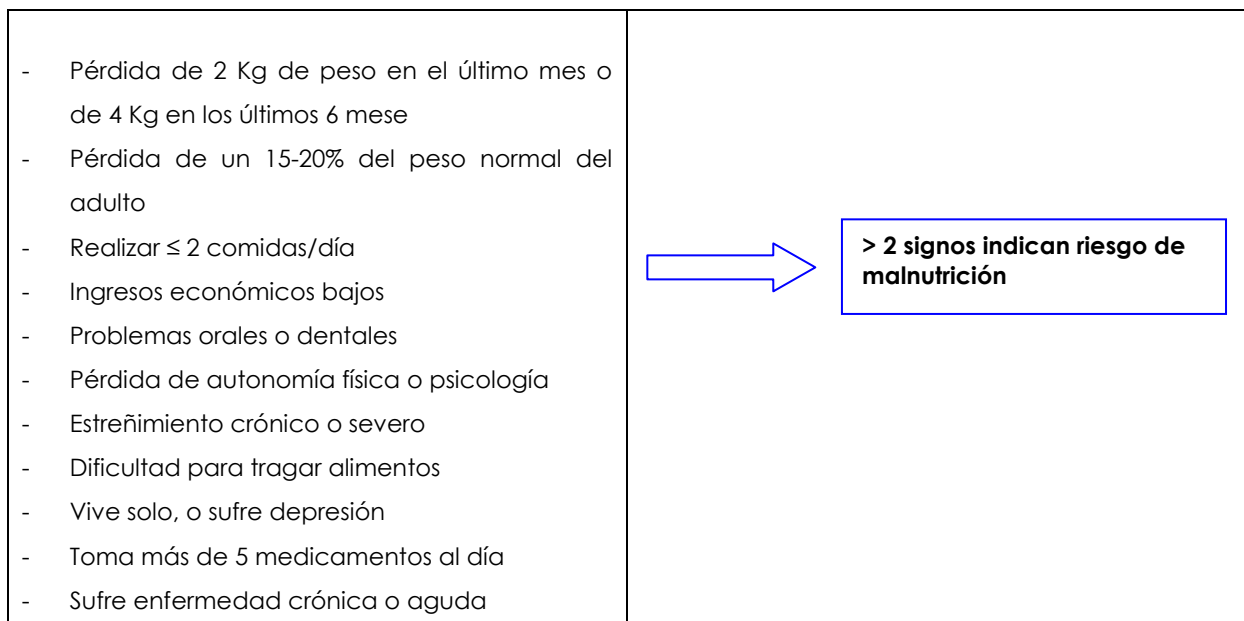 - Pérdida de 2 Kg de peso en el último mes o
de 4 Kg en los últimos 6 mese
- Pérdida de un 15-20% del peso normal del
adulto
- Realizar ≤ 2 comidas/día
- Ingresos económicos bajos
- Problemas orales o dentales
- Pérdida de autonomía física o psicología
- Estreñimiento crónico o severo
- Dificultad para tragar alimentos
- Vive solo, o sufre depresión
- Toma más de 5 medicamentos al día
- Sufre enfermedad crónica o aguda
> 2 signos indican riesgo de
malnutrición